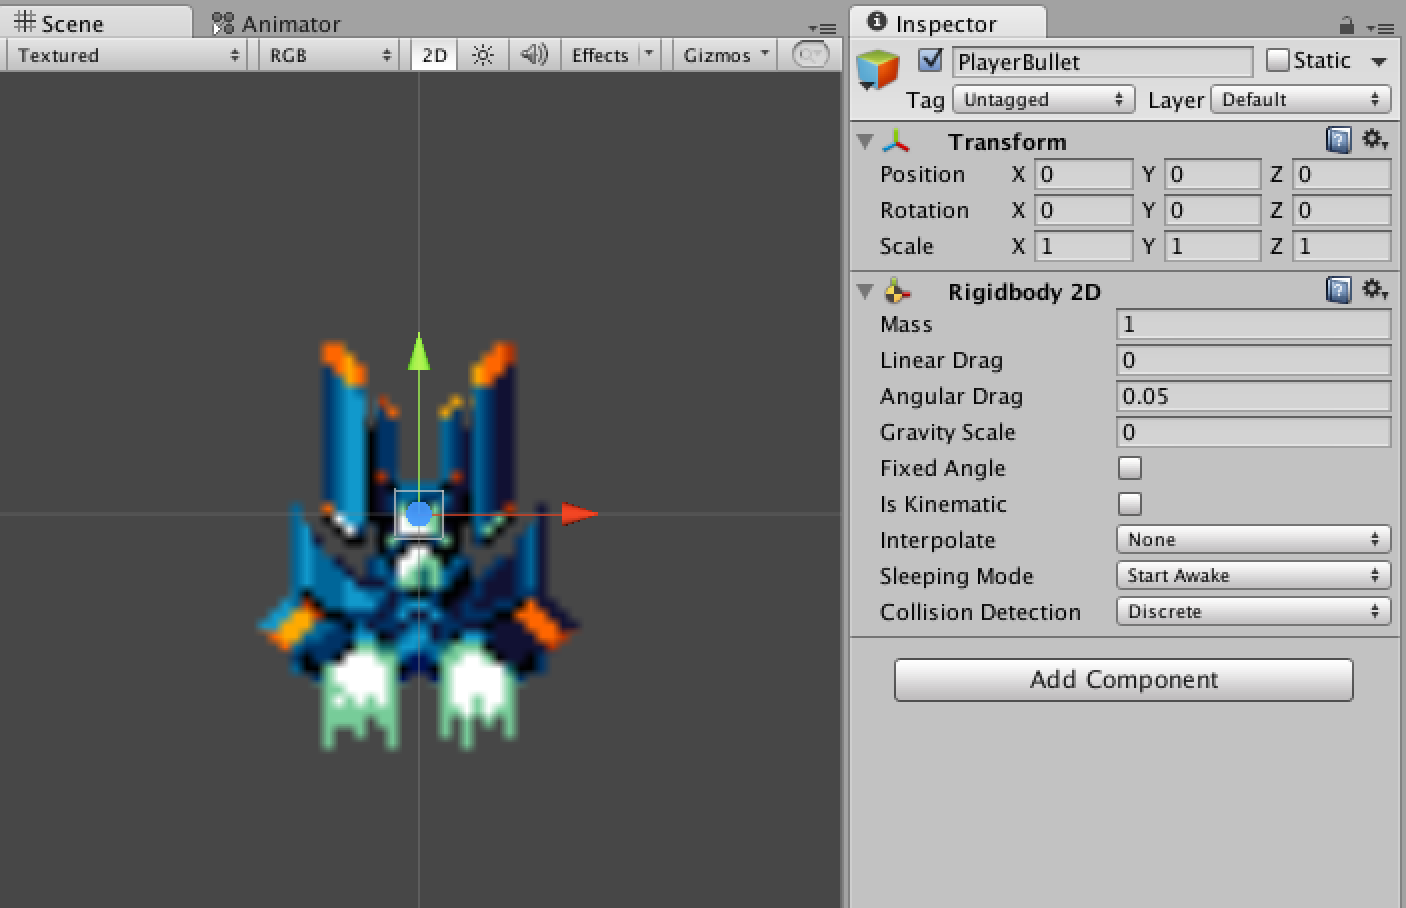 Scene
Animator
Textured
RGB
2D
Effects
Gizmos
Inspector
PlayerBullet
Static
Tag Untagged Layer Default
Transform
Position X 0 Y 0 Z 0
Rotation X 0 Y 0 Z 0
Scale X 1 Y 1 Z 1
Rigidbody 2D
Mass 1
Linear Drag 0
Angular Drag 0.05
Gravity Scale 0
Fixed Angle
Is Kinematic
Interpolate None
Sleeping Mode Start Awake
Collision Detection Discrete
Add Component